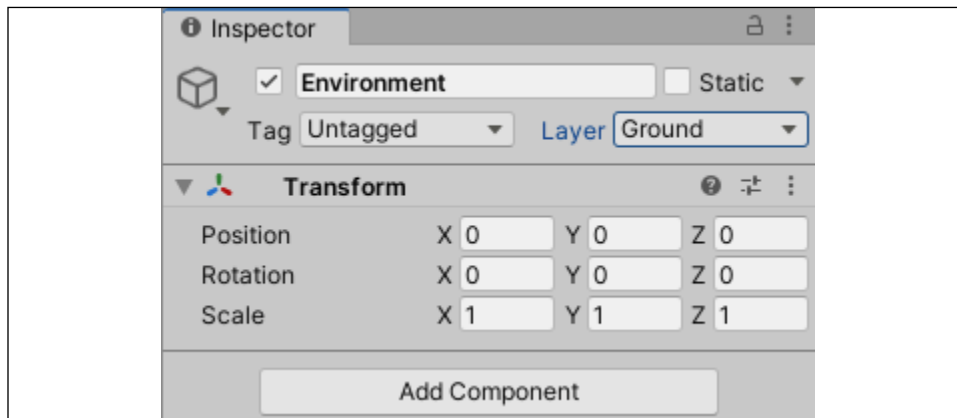 Inspector
Environment Static
Tag Untagged Layer Ground
Transform
Position X 0 Y 0 Z 0
Rotation X 0 Y 0 Z 0
Scale X 1 Y 1 Z 1
Add Component